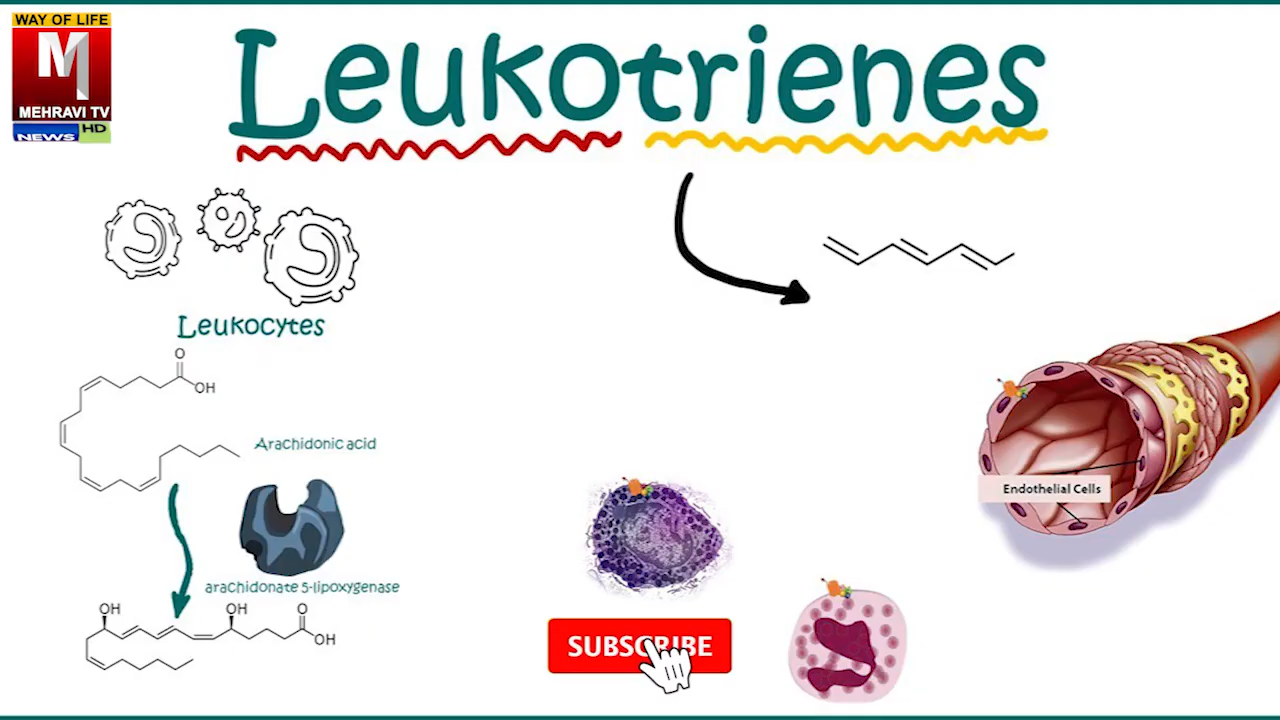 WAY OF LIFE
M
MEHRAVI TV
NEWS HD
Leukotrienes
Leukocytes
O
OH
Arachidonic acid
arachidonate 5-lipoxygenase
OH
OH
O
OH
Endothelial Cells
SUBSCRIBE